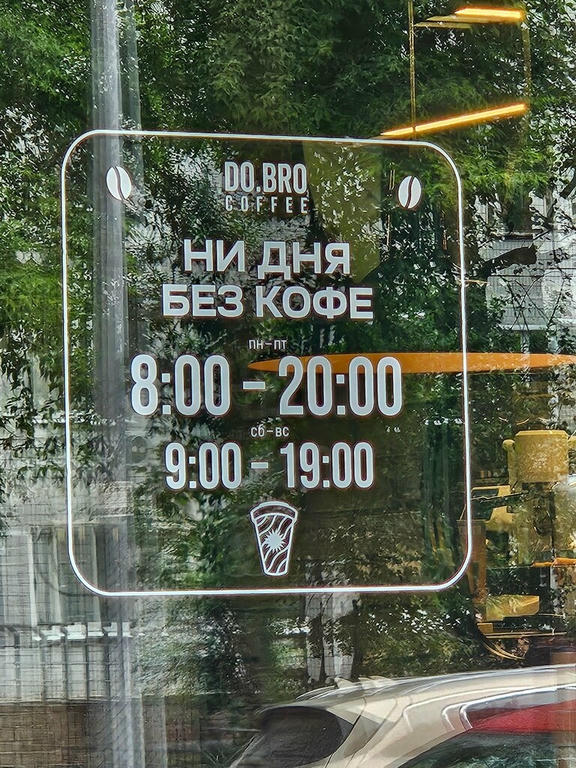 DO.BRO
COFFEE
НИ ДНЯ
БЕЗ КОФЕ
пн-пт
8:00 - 20:00
сб-вс
9:00 - 19:00